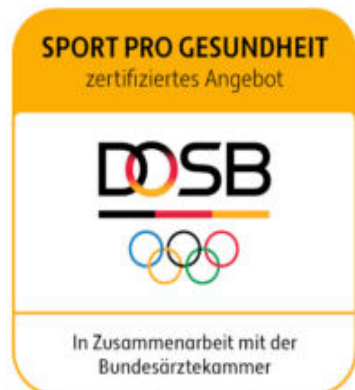 SPORT PRO GESUNDHEIT
zertifiziertes Angebot
DOSB
In Zusammenarbeit mit der
Bundesärztekammer